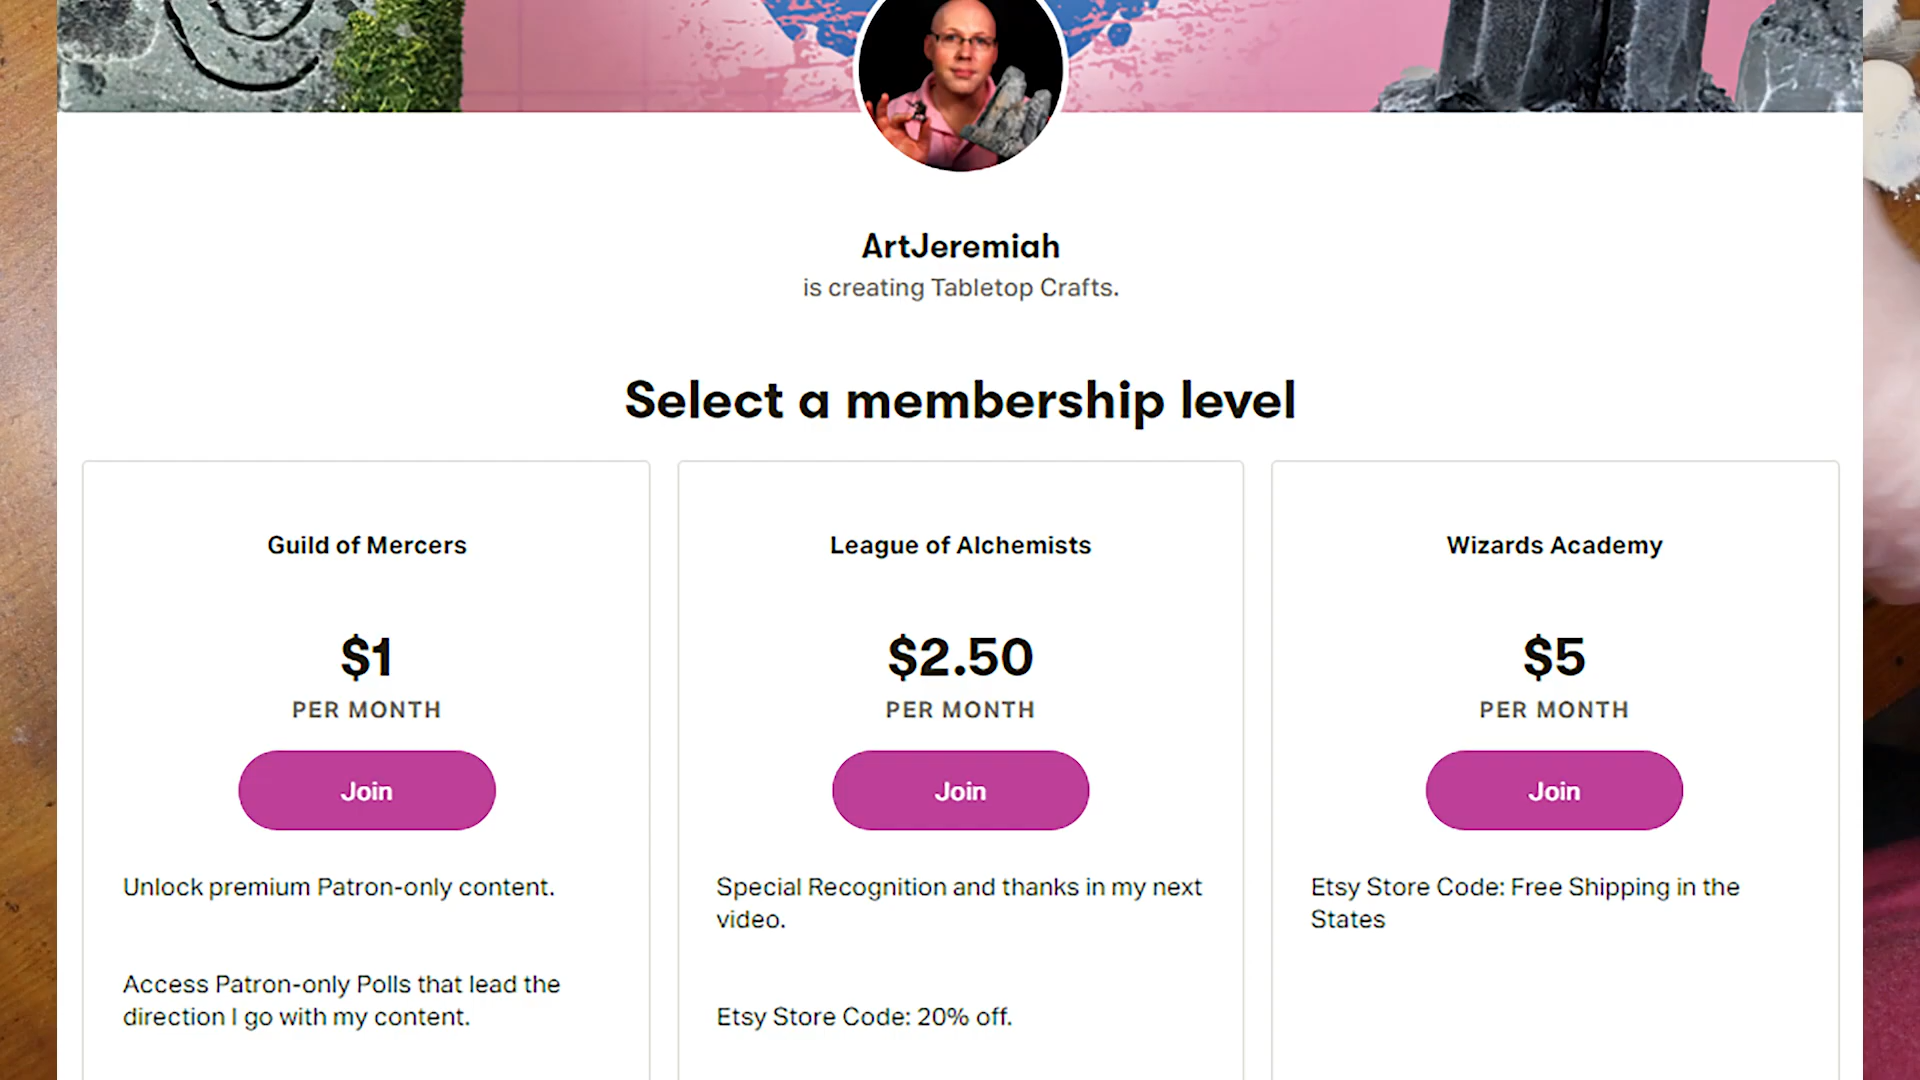 ArtJeremiah
is creating Tabletop Crafts.
Select a membership level
Guild of Mercers
$1
PER MONTH
Join
Unlock premium Patron-only content.
Access Patron-only Polls that lead the
direction I go with my content.
League of Alchemists
$2.50
PER MONTH
Join
Special Recognition and thanks in my next
video.
Etsy Store Code: 20% off.
Wizards Academy
$5
PER MONTH
Join
Etsy Store Code: Free Shipping in the
States